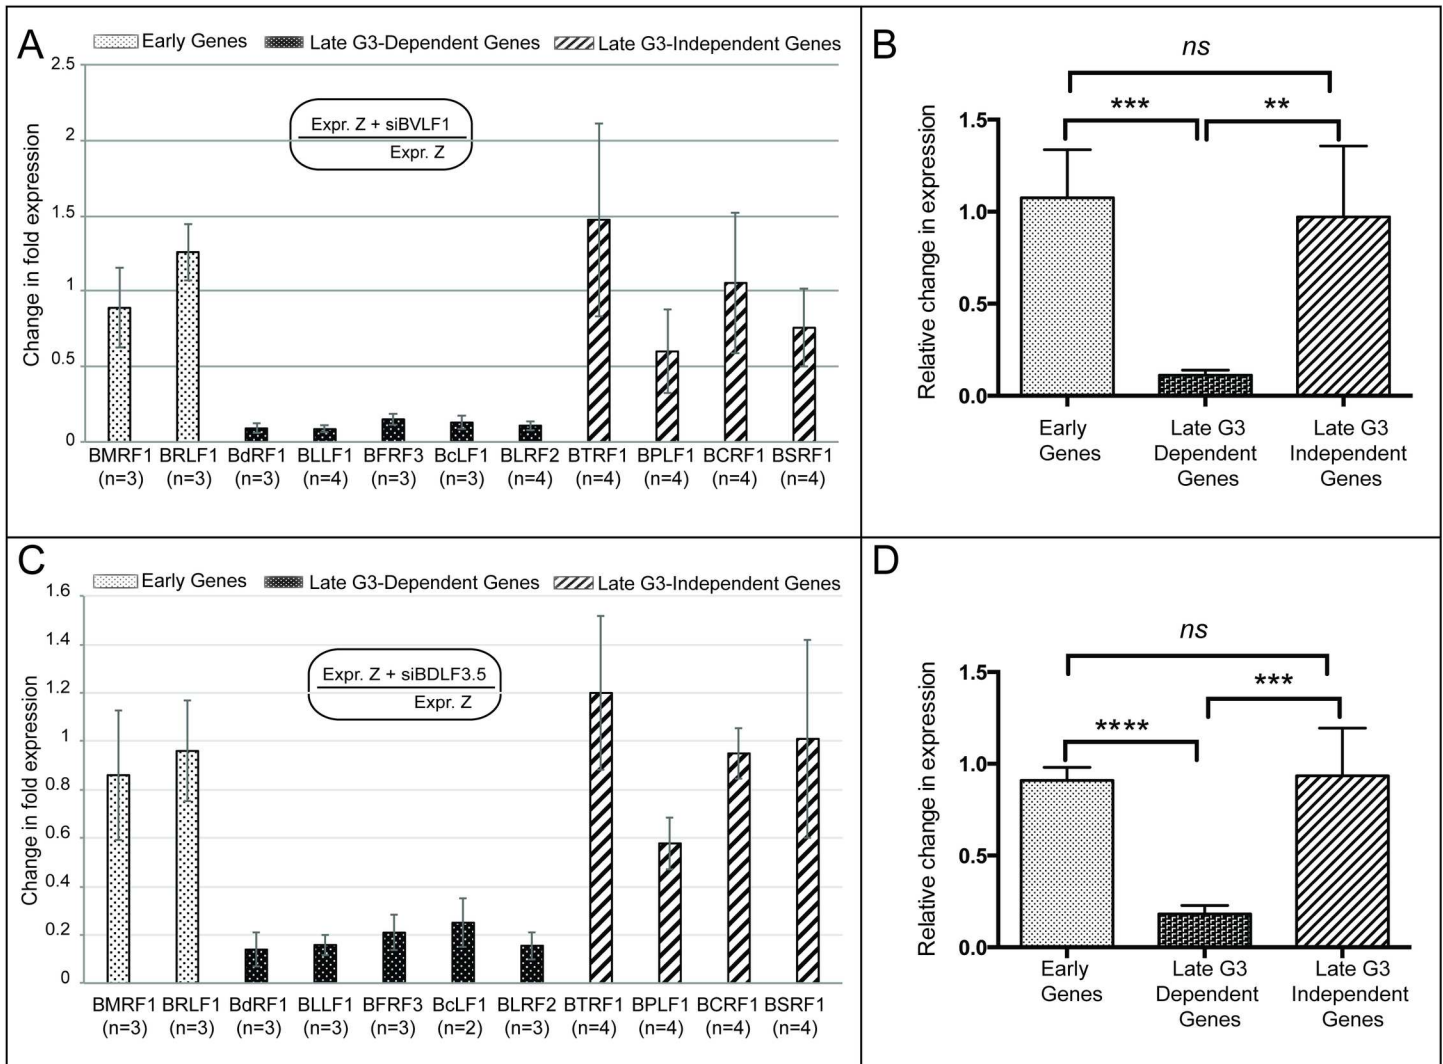 A
Early Genes Late G3-Dependent Genes Late G3-Independent Genes
Change in fold expression
2.5
2
1.5
1
0.5
0
Expr. Z + siBVLF1
Expr. Z
BMRF1 BRLF1 BdRF1 BLLF1 BFRF3 BcLF1 BLRF2 BTRF1 BPLF1 BCRF1 BSRF1
(n=3) (n=3) (n=3) (n=4) (n=3) (n=3) (n=4) (n=4) (n=4) (n=4) (n=4)
B
Relative change in expression
ns
*** **
1.5
1.0
0.5
0.0
Early Late G3 Late G3
Genes Dependent Independent
Genes Genes
C
Early Genes Late G3-Dependent Genes Late G3-Independent Genes
Change in fold expression
1.6
1.4
1.2
1
0.8
0.6
0.4
0.2
0
Expr. Z + siBDLF3.5
Expr. Z
BMRF1 BRLF1 BdRF1 BLLF1 BFRF3 BcLF1 BLRF2 BTRF1 BPLF1 BCRF1 BSRF1
(n=3) (n=3) (n=3) (n=3) (n=3) (n=2) (n=3) (n=4) (n=4) (n=4) (n=4)
D
Relative change in expression
ns
***
****
1.5
1.0
0.5
0.0
Early Late G3 Late G3
Genes Dependent Independent
Genes Genes